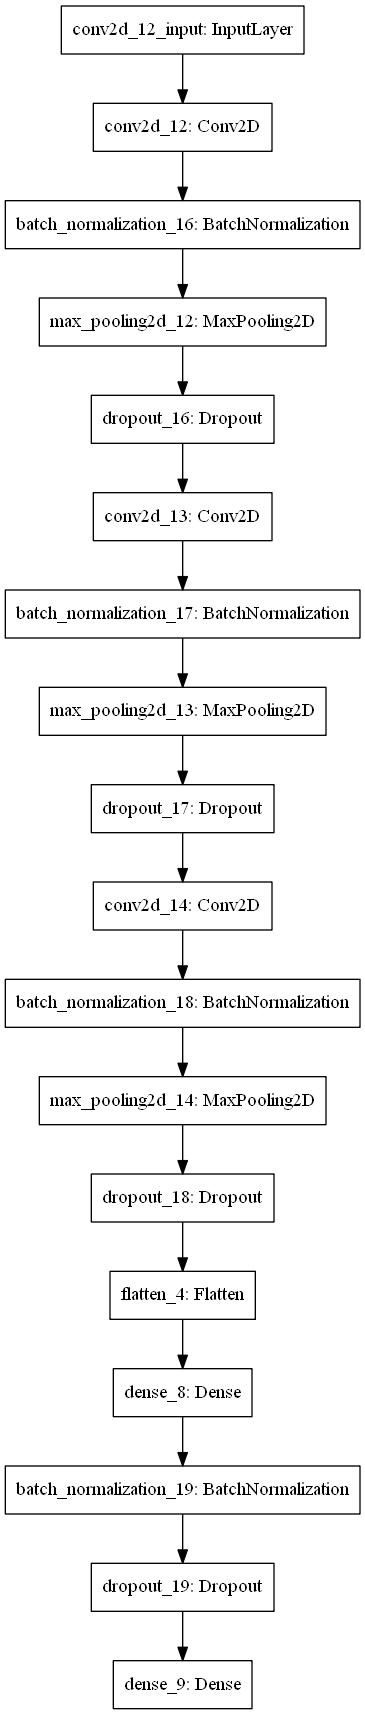 conv2d_12_input: InputLayer
conv2d_12: Conv2D
batch_normalization_16: BatchNormalization
max_pooling2d_12: MaxPooling2D
dropout_16: Dropout
conv2d_13: Conv2D
batch_normalization_17: BatchNormalization
max_pooling2d_13: MaxPooling2D
dropout_17: Dropout
conv2d_14: Conv2D
batch_normalization_18: BatchNormalization
max_pooling2d_14: MaxPooling2D
dropout_18: Dropout
flatten_4: Flatten
dense_8: Dense
batch_normalization_19: BatchNormalization
dropout_19: Dropout
dense_9: Dense